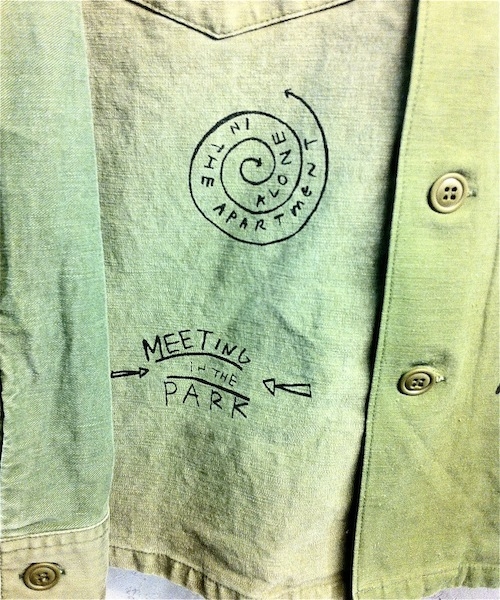 ALONE IN THE APARTMENT
MEETING
IN THE
PARK